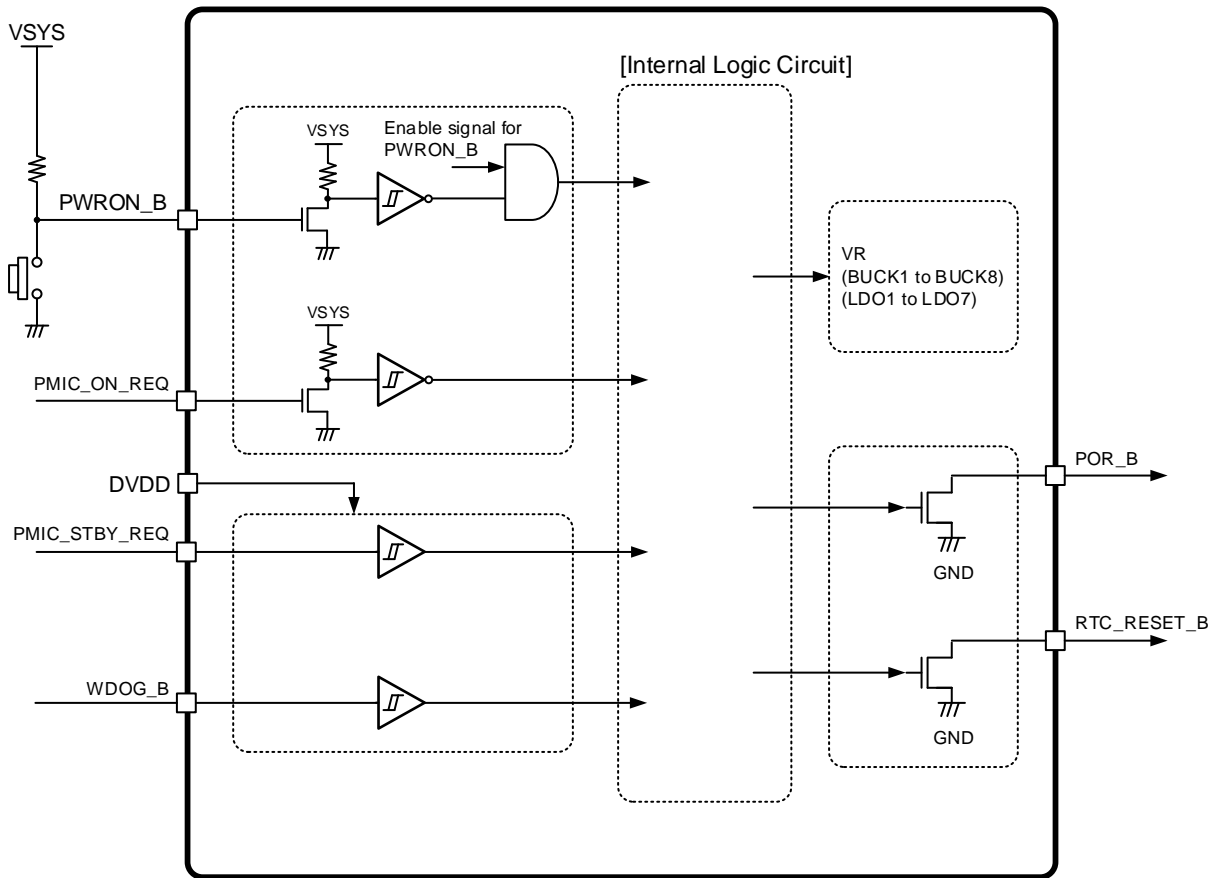 VSYS
[Internal Logic Circuit]
VSYS
Enable signal for
PWRON_B
PWRON_B
VR
(BUCK1 to BUCK8)
(LDO1 to LDO7)
VSYS
PMIC_ON_REQ
DVDD
POR_B
PMIC_STBY_REQ
GND
RTC_RESET_B
WDOG_B
GND